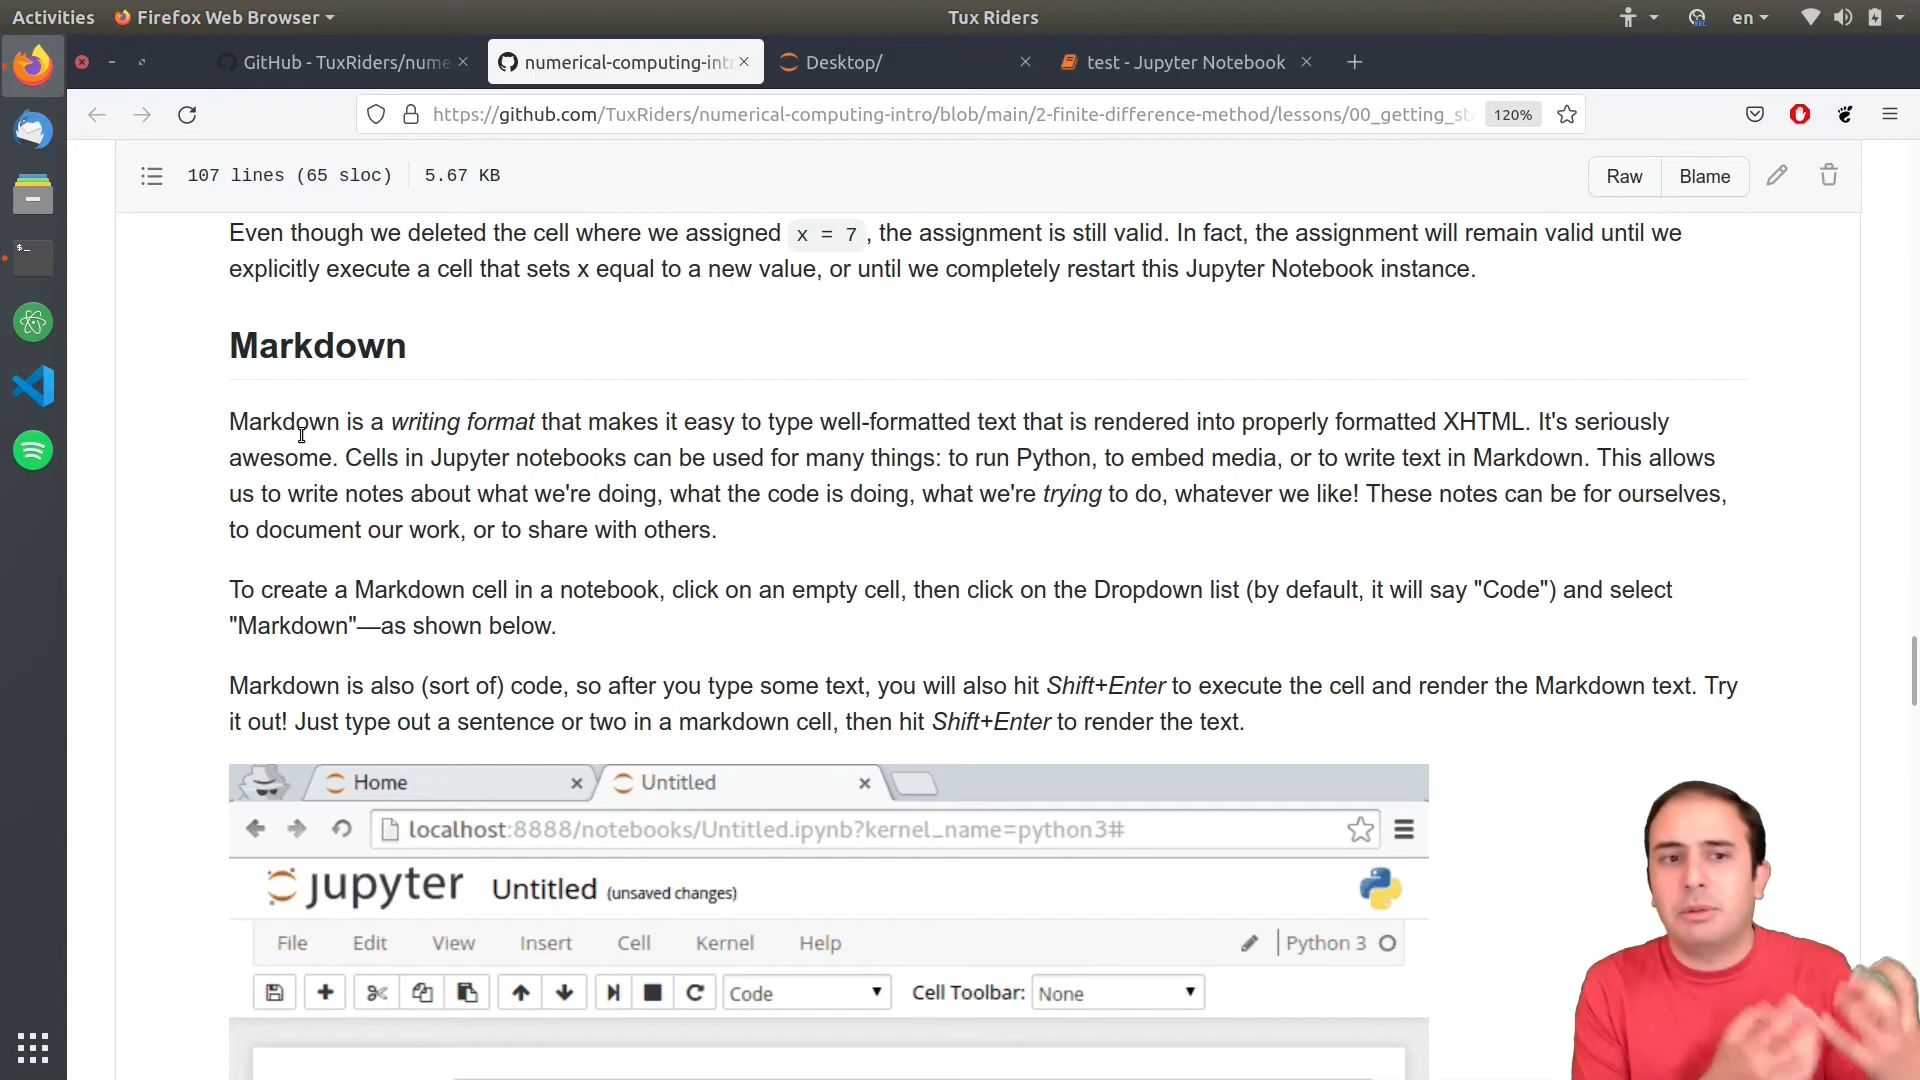 Activities Firefox Web Browser Tux Riders en
GitHub - TuxRiders/nume numerical-computing-intr Desktop/ test - Jupyter Notebook
https://github.com/TuxRiders/numerical-computing-intro/blob/main/2-finite-difference-method/lessons/00_getting_sta 120%
107 lines (65 sloc) 5.67 KB Raw Blame
Even though we deleted the cell where we assigned x = 7 , the assignment is still valid. In fact, the assignment will remain valid until we
explicitly execute a cell that sets x equal to a new value, or until we completely restart this Jupyter Notebook instance.
Markdown
Markdown is a writing format that makes it easy to type well-formatted text that is rendered into properly formatted XHTML. It's seriously
awesome. Cells in Jupyter notebooks can be used for many things: to run Python, to embed media, or to write text in Markdown. This allows
us to write notes about what we're doing, what the code is doing, what we're trying to do, whatever we like! These notes can be for ourselves,
to document our work, or to share with others.
To create a Markdown cell in a notebook, click on an empty cell, then click on the Dropdown list (by default, it will say "Code") and select
"Markdown"—as shown below.
Markdown is also (sort of) code, so after you type some text, you will also hit Shift+Enter to execute the cell and render the Markdown text. Try
it out! Just type out a sentence or two in a markdown cell, then hit Shift+Enter to render the text.
Home Untitled
localhost:8888/notebooks/Untitled.ipynb?kernel_name=python3#
jupyter Untitled (unsaved changes)
File Edit View Insert Cell Kernel Help Python 3
Code Cell Toolbar: None